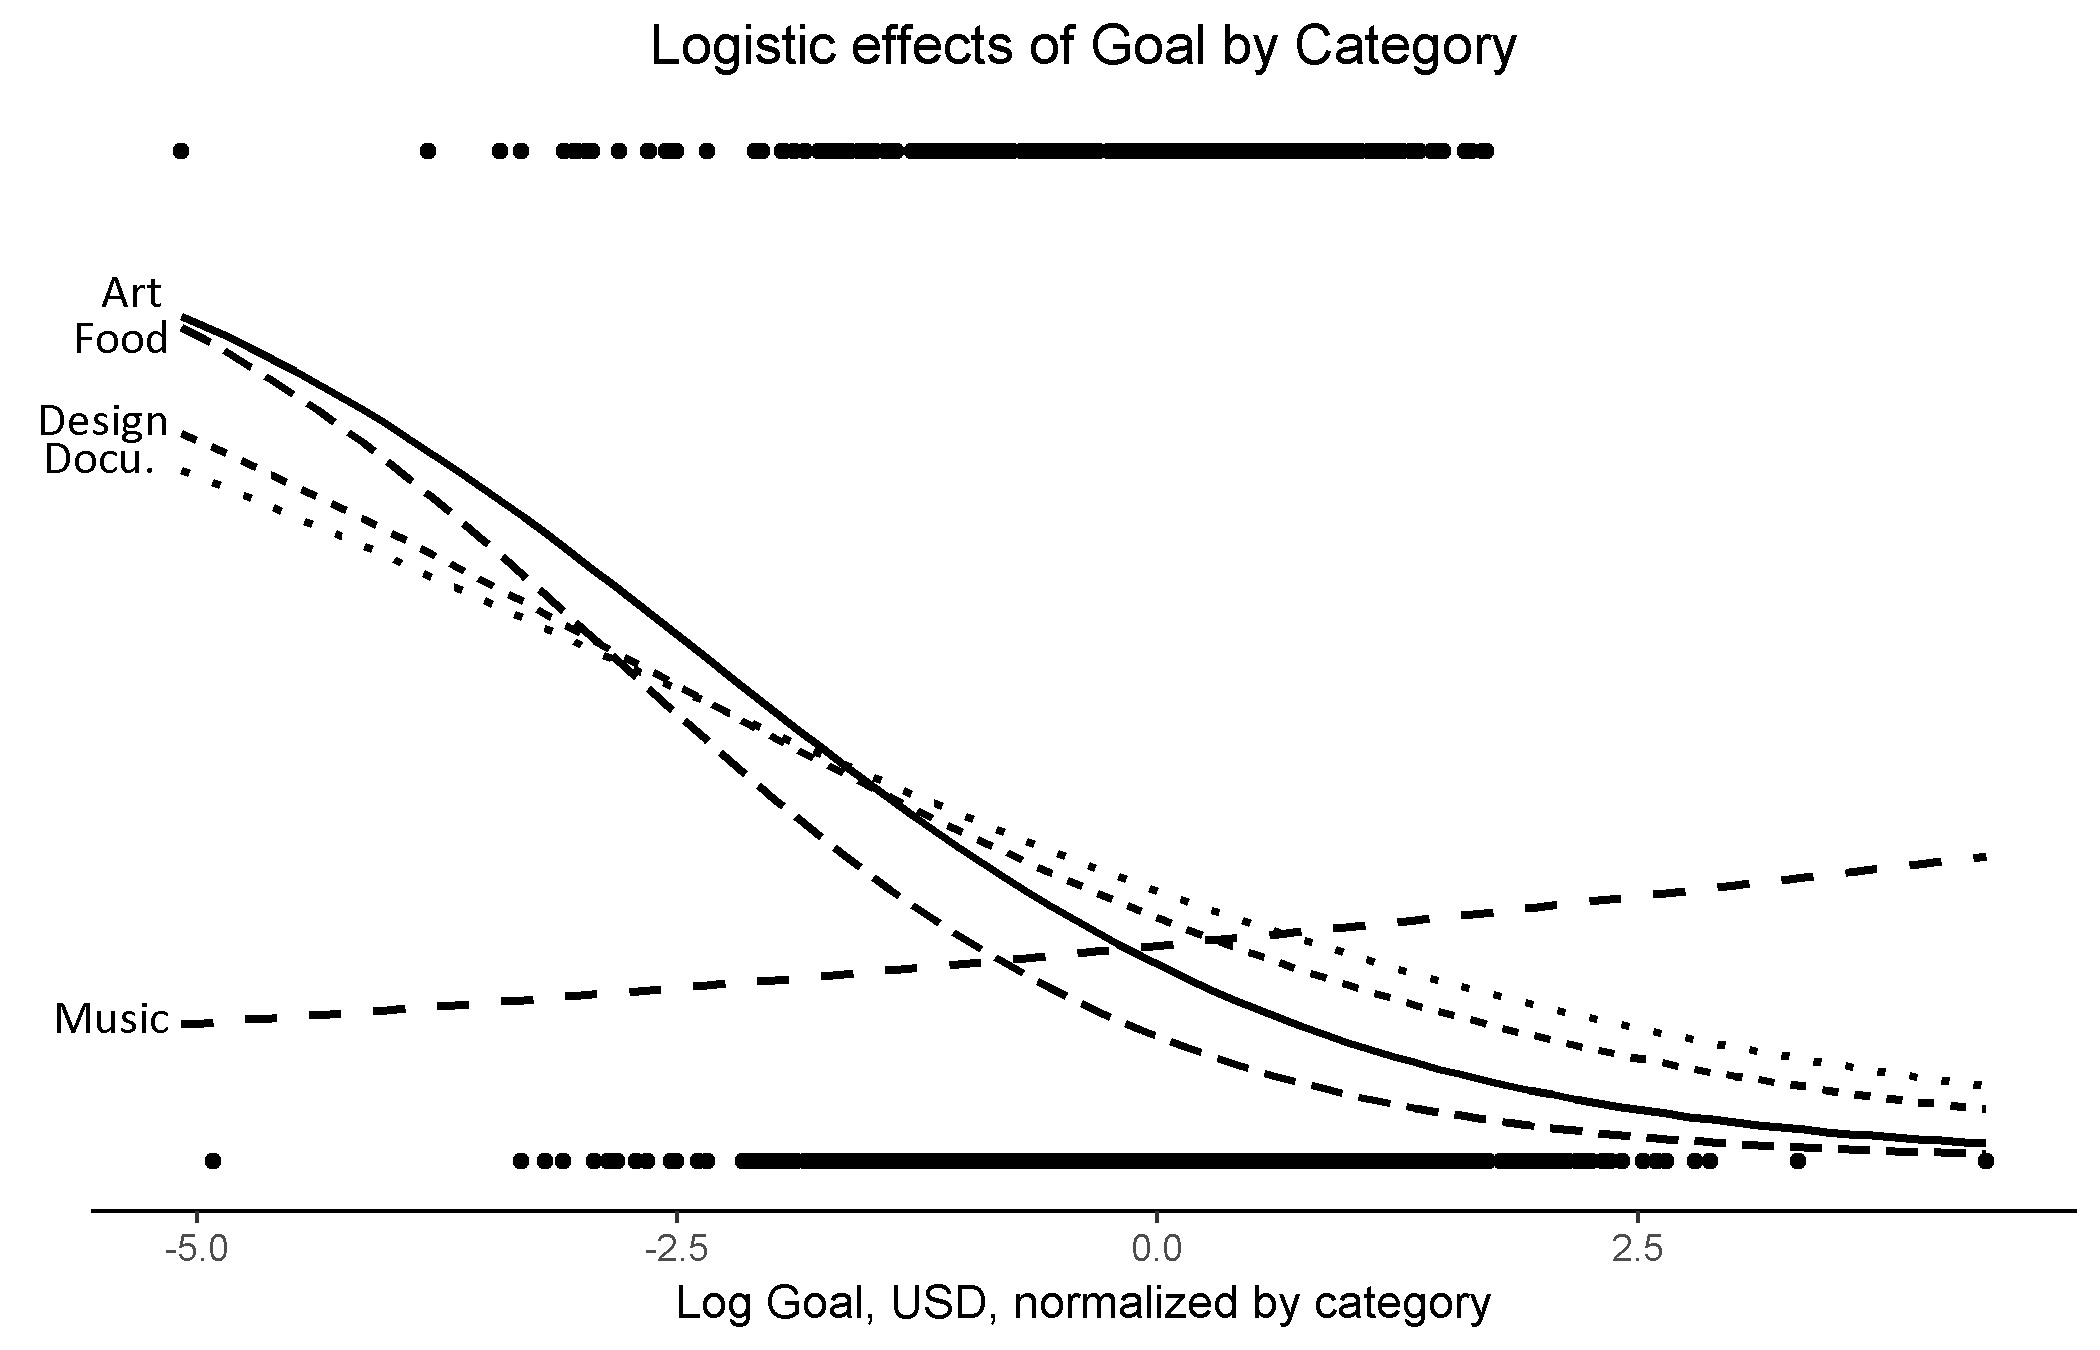 Logistic effects of Goal by Category
Art
Food
Design
Docu.
Music
-5.0 -2.5 0.0 2.5
Log Goal, USD, normalized by category